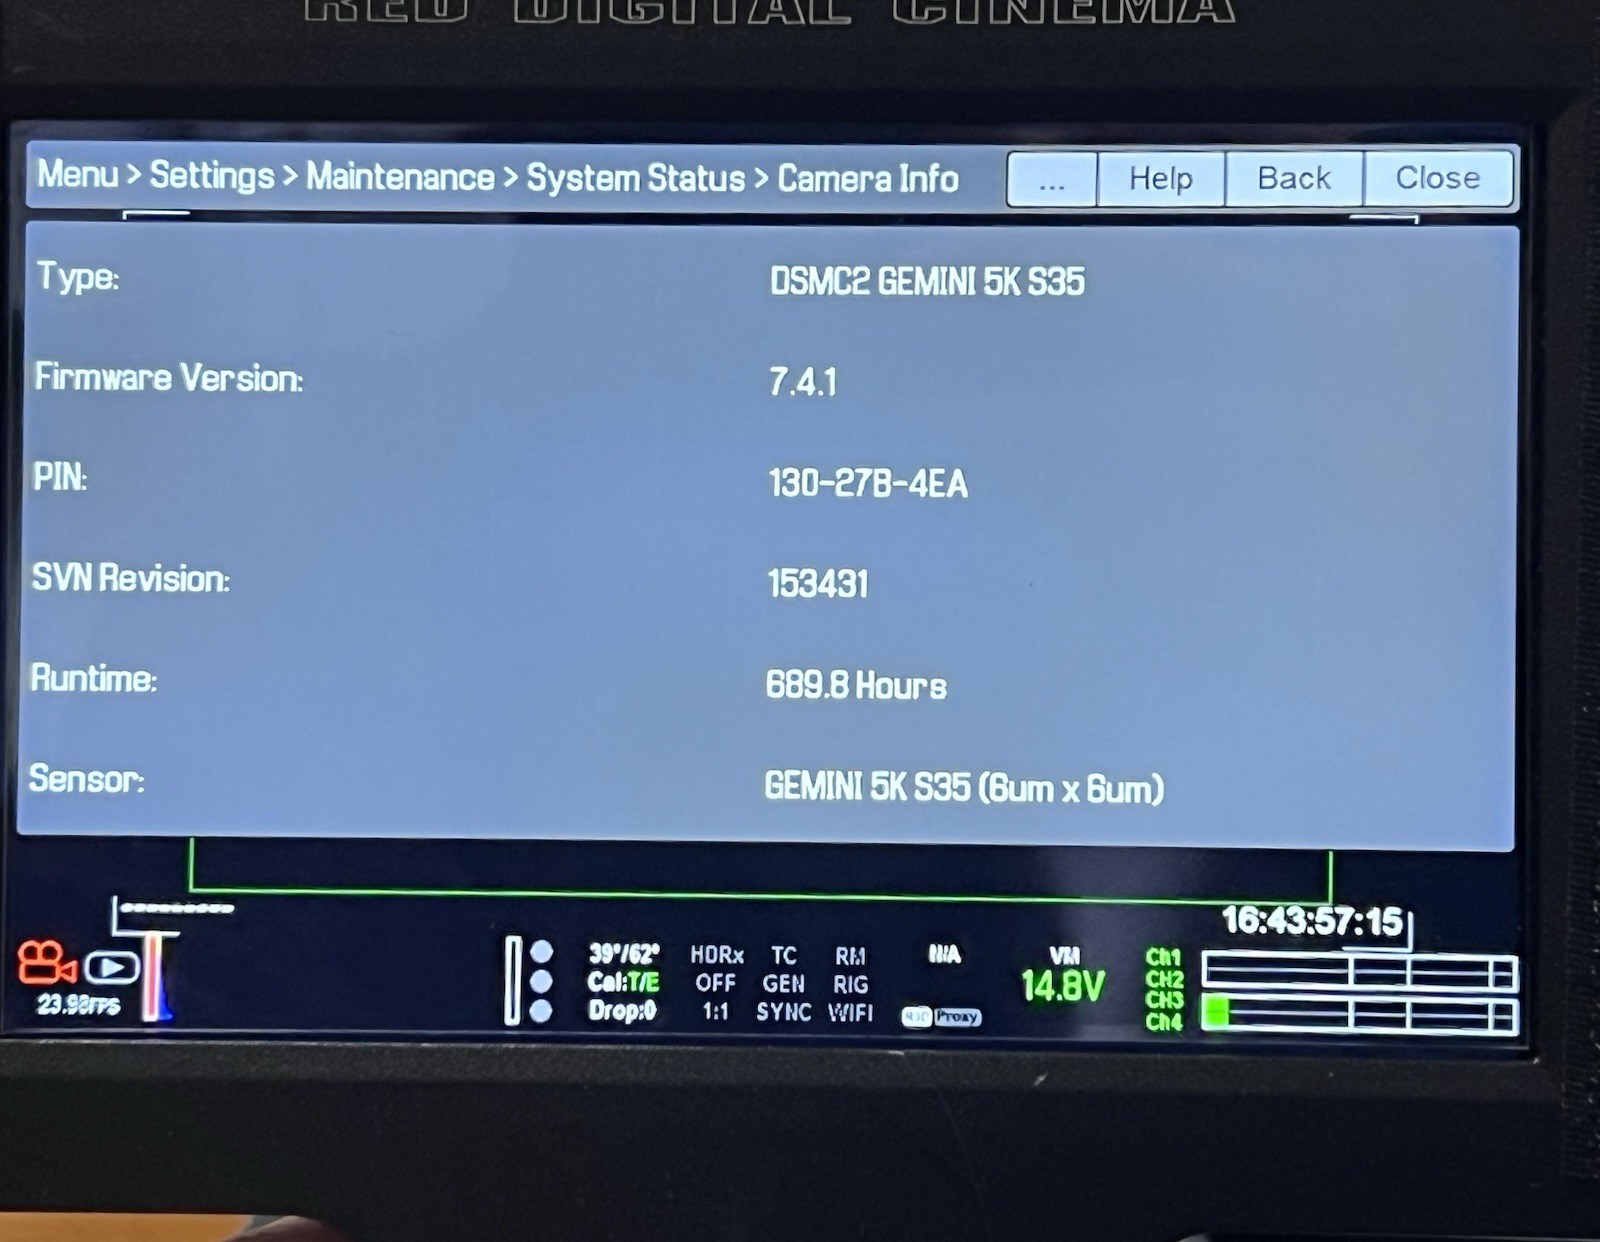 RED DIGITAL CINEMA
Menu > Settings > Maintenance > System Status > Camera Info
... Help Back Close
Type: DSMC2 GEMINI 5K S35
Firmware Version: 7.4.1
PIN: 130-27B-4EA
SVN Revision: 153431
Runtime: 689.8 Hours
Sensor: GEMINI 5K S35 (6um x 6um)
16:43:57:15
39°/62° HDRx TC RM N/A VM Ch1
Cal:T/E OFF GEN RIG 14.8V CH2
23.98FPS Drop:0 1:1 SYNC WIFI CH3
R3D Proxy Ch4